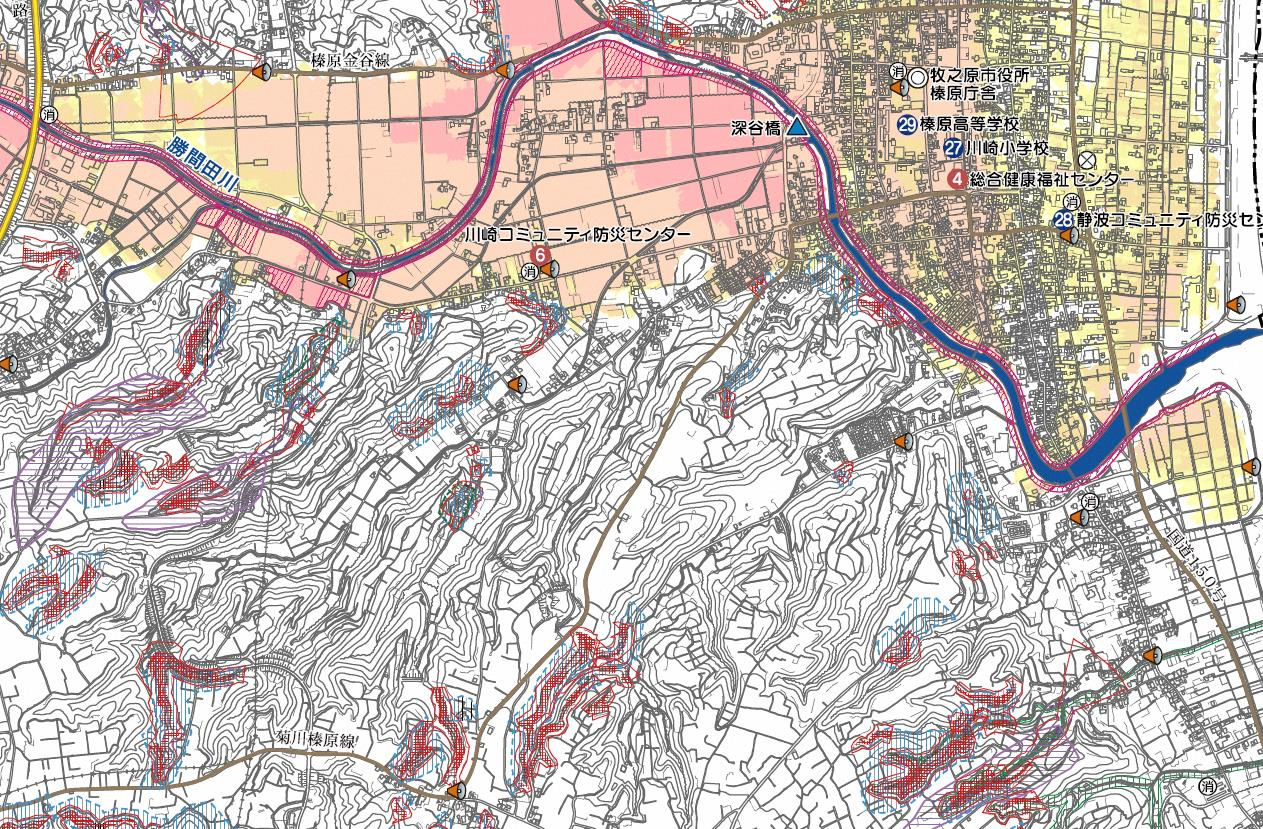 路
榛原金谷線
消
牧之原市役所
榛原庁舎
消
深谷橋
29 榛原高等学校
27 川崎小学校
勝間田川
4 総合健康福祉センター
消
28 静波コミュニティ防災セン
川崎コミュニティ防災センター
6
消
消
国道150号
菊川榛原線
消